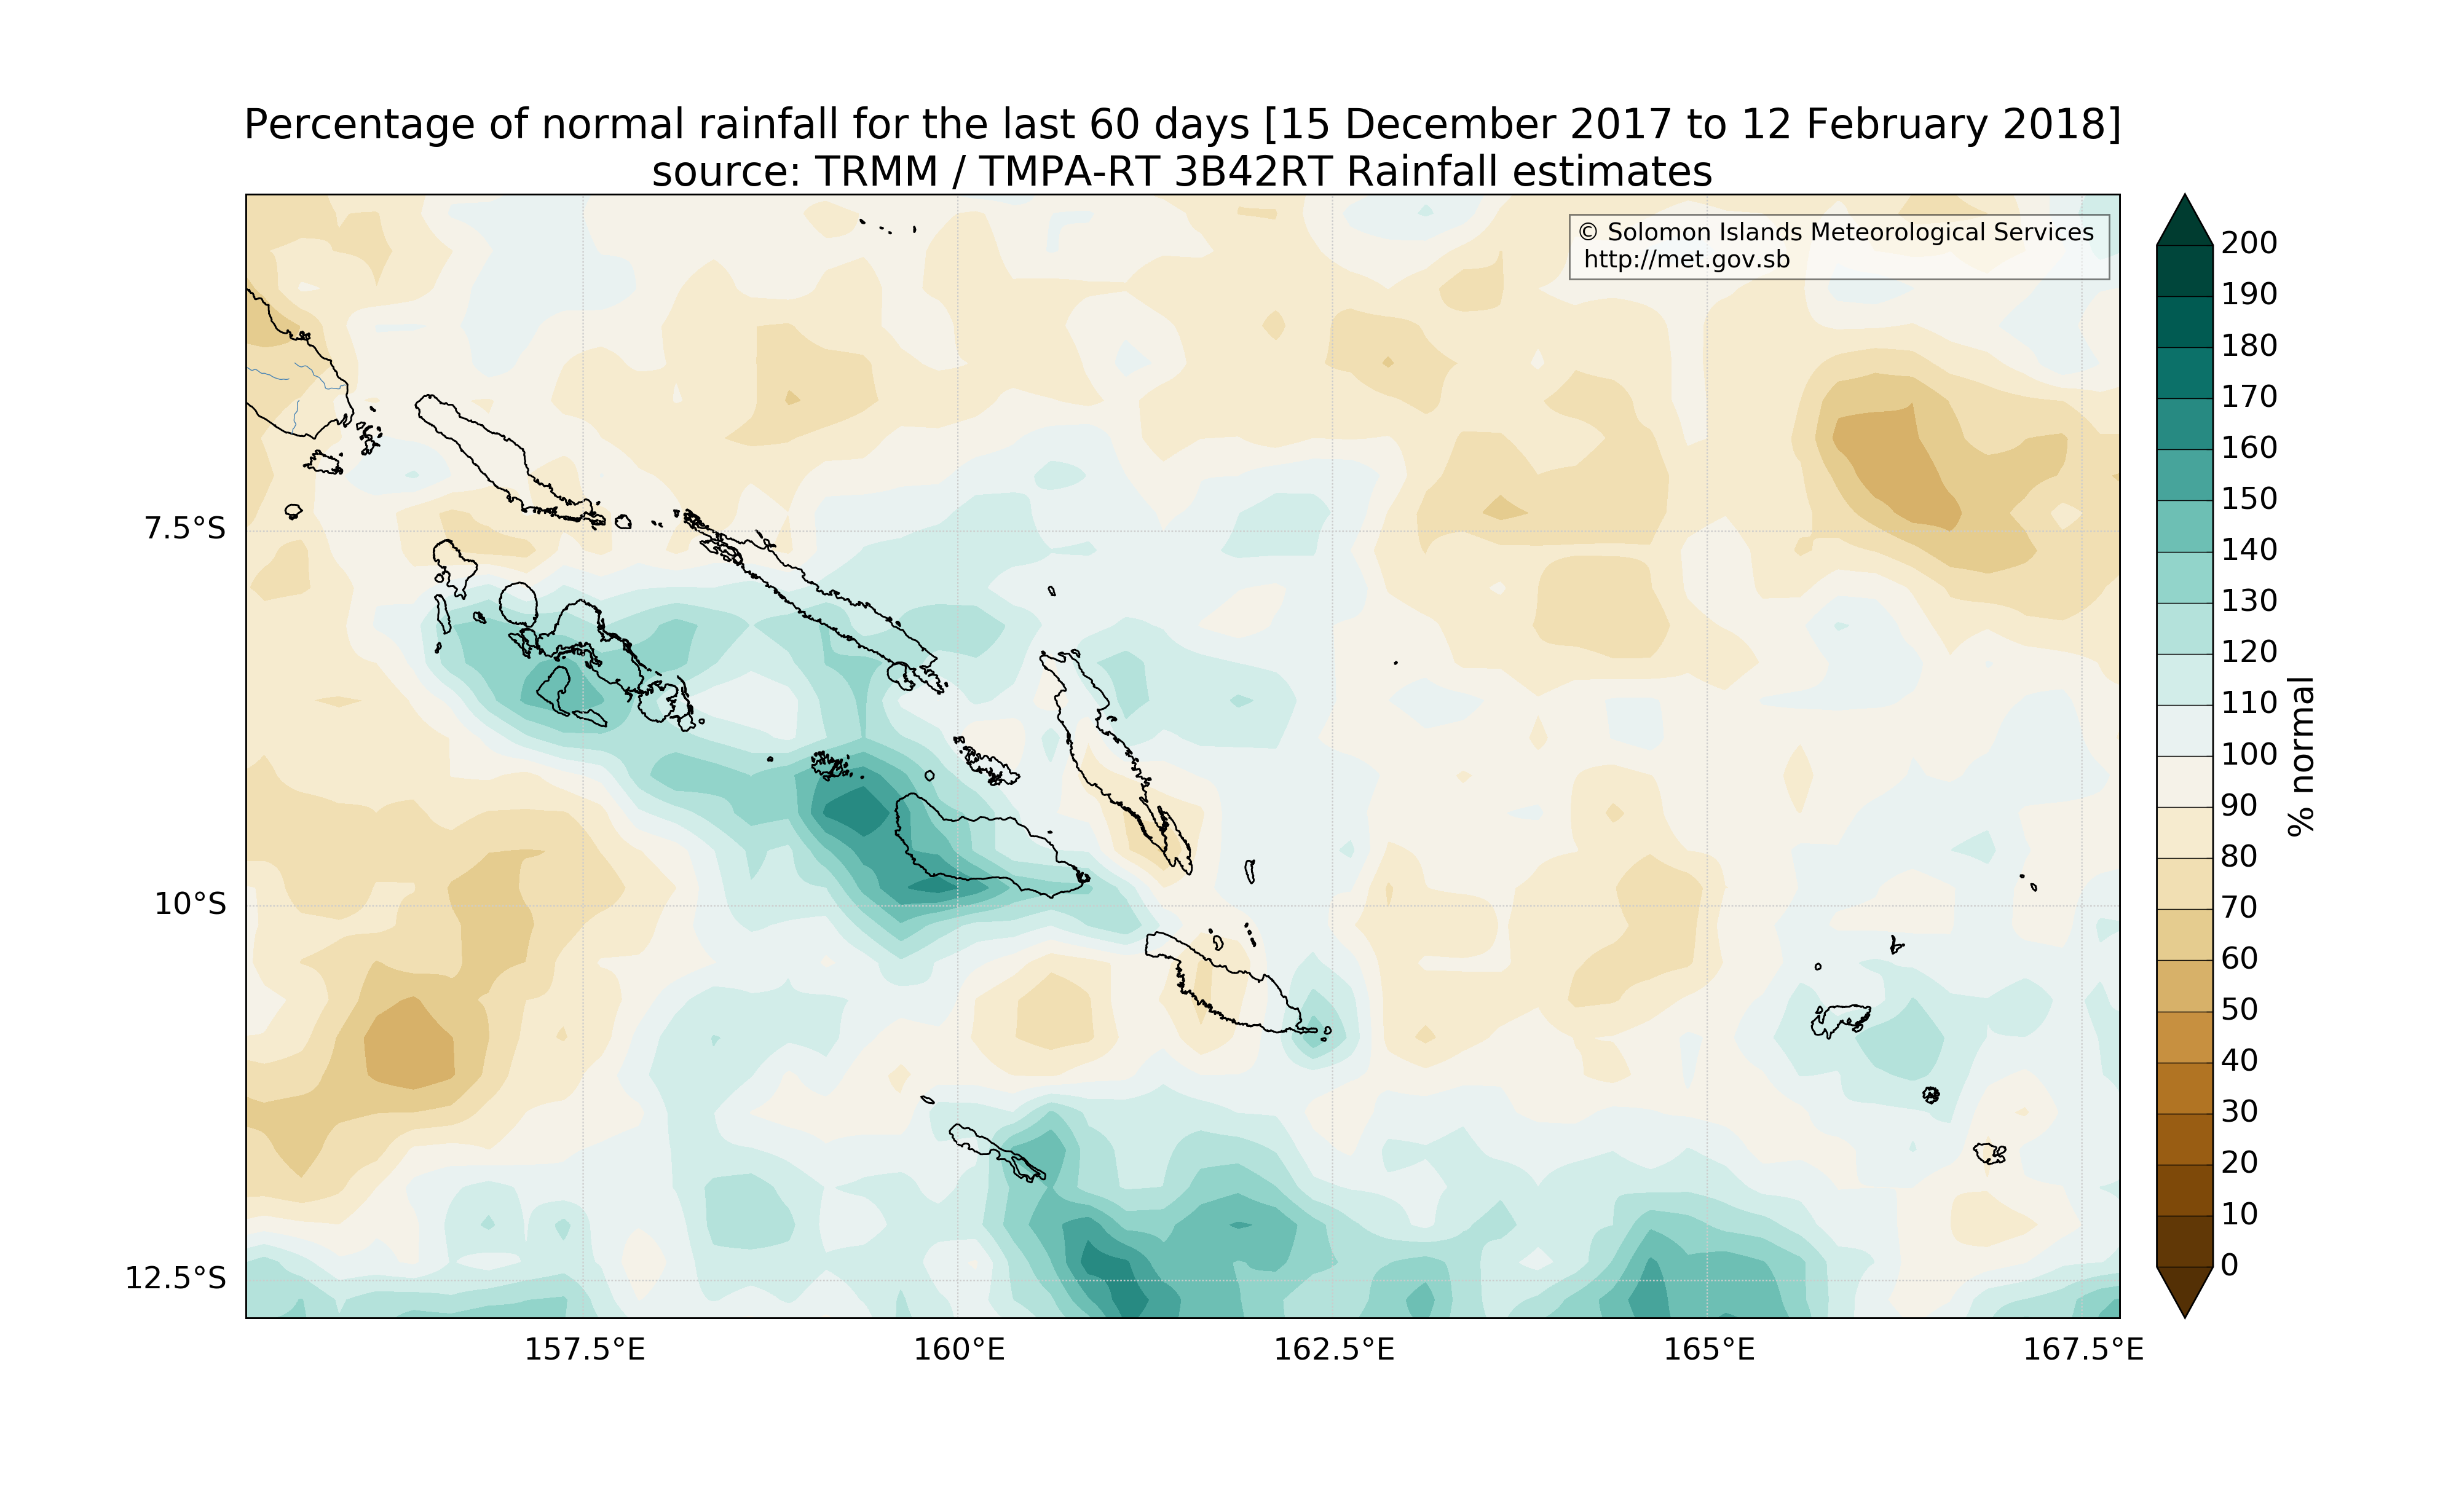 Percentage of normal rainfall for the last 60 days [15 December 2017 to 12 February 2018]
source: TRMM / TMPA-RT 3B42RT Rainfall estimates
© Solomon Islands Meteorological Services
http://met.gov.sb
7.5°S
10°S
12.5°S
157.5°E
160°E
162.5°E
165°E
167.5°E
200
190
180
170
160
150
140
130
120
110
100
90
80
70
60
50
40
30
20
10
0
% normal